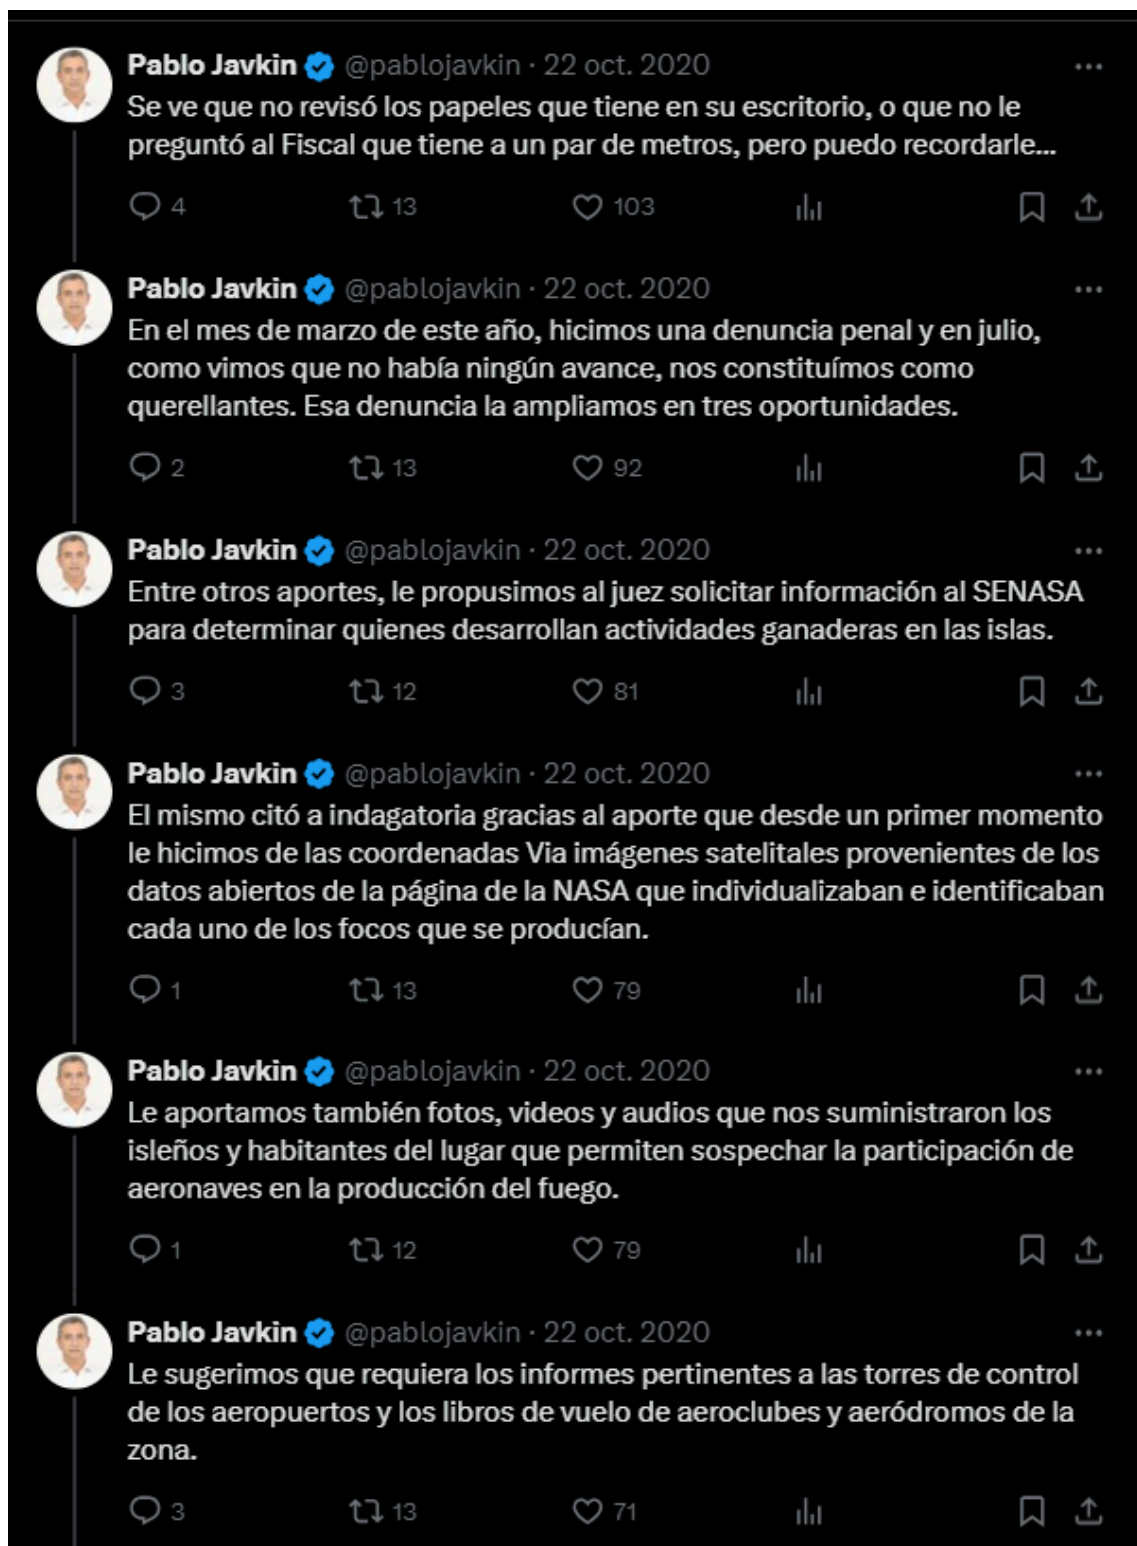 Pablo Javkin @pablojavkin · 22 oct. 2020
Se ve que no revisó los papeles que tiene en su escritorio, o que no le
preguntó al Fiscal que tiene a un par de metros, pero puedo recordarle...
4 13 103
Pablo Javkin @pablojavkin · 22 oct. 2020
En el mes de marzo de este año, hicimos una denuncia penal y en julio,
como vimos que no había ningún avance, nos constituímos como
querellantes. Esa denuncia la ampliamos en tres oportunidades.
2 13 92
Pablo Javkin @pablojavkin · 22 oct. 2020
Entre otros aportes, le propusimos al juez solicitar información al SENASA
para determinar quienes desarrollan actividades ganaderas en las islas.
3 12 81
Pablo Javkin @pablojavkin · 22 oct. 2020
El mismo citó a indagatoria gracias al aporte que desde un primer momento
le hicimos de las coordenadas Via imágenes satelitales provenientes de los
datos abiertos de la página de la NASA que individualizaban e identificaban
cada uno de los focos que se producían.
1 13 79
Pablo Javkin @pablojavkin · 22 oct. 2020
Le aportamos también fotos, videos y audios que nos suministraron los
isleños y habitantes del lugar que permiten sospechar la participación de
aeronaves en la producción del fuego.
1 12 79
Pablo Javkin @pablojavkin · 22 oct. 2020
Le sugerimos que requiera los informes pertinentes a las torres de control
de los aeropuertos y los libros de vuelo de aeroclubes y aeródromos de la
zona.
3 13 71